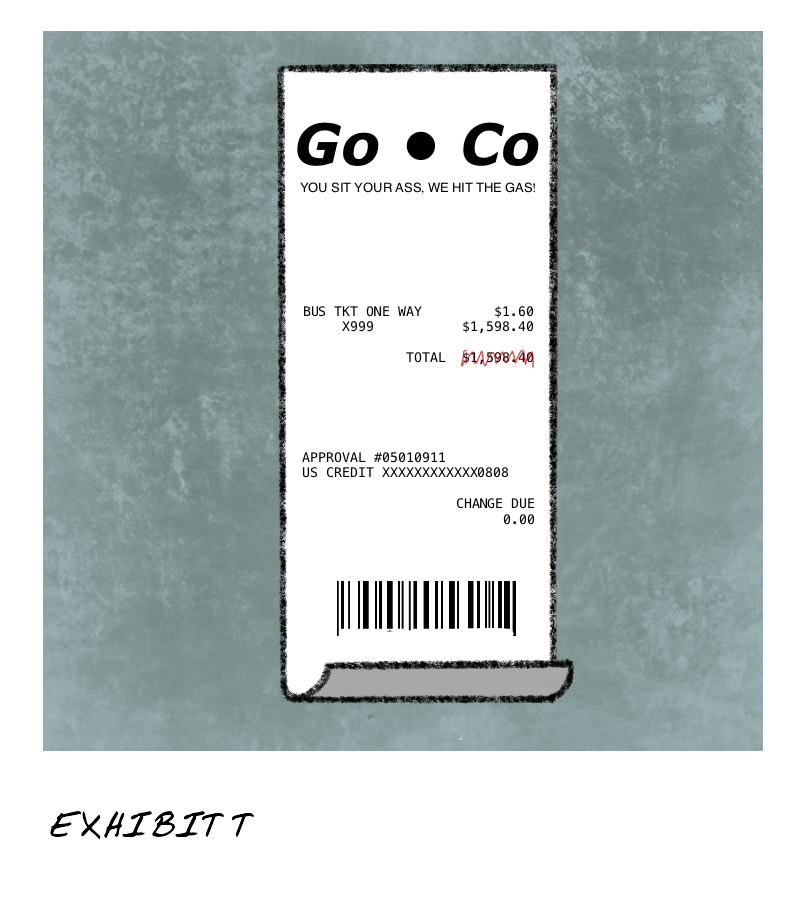 Go • Co
YOU SIT YOUR ASS, WE HIT THE GAS!
BUS TKT ONE WAY $1.60
X999 $1,598.40
TOTAL $1,598.40
APPROVAL #05010911
US CREDIT XXXXXXXXXXXX0808
CHANGE DUE
0.00
EXHIBIT T